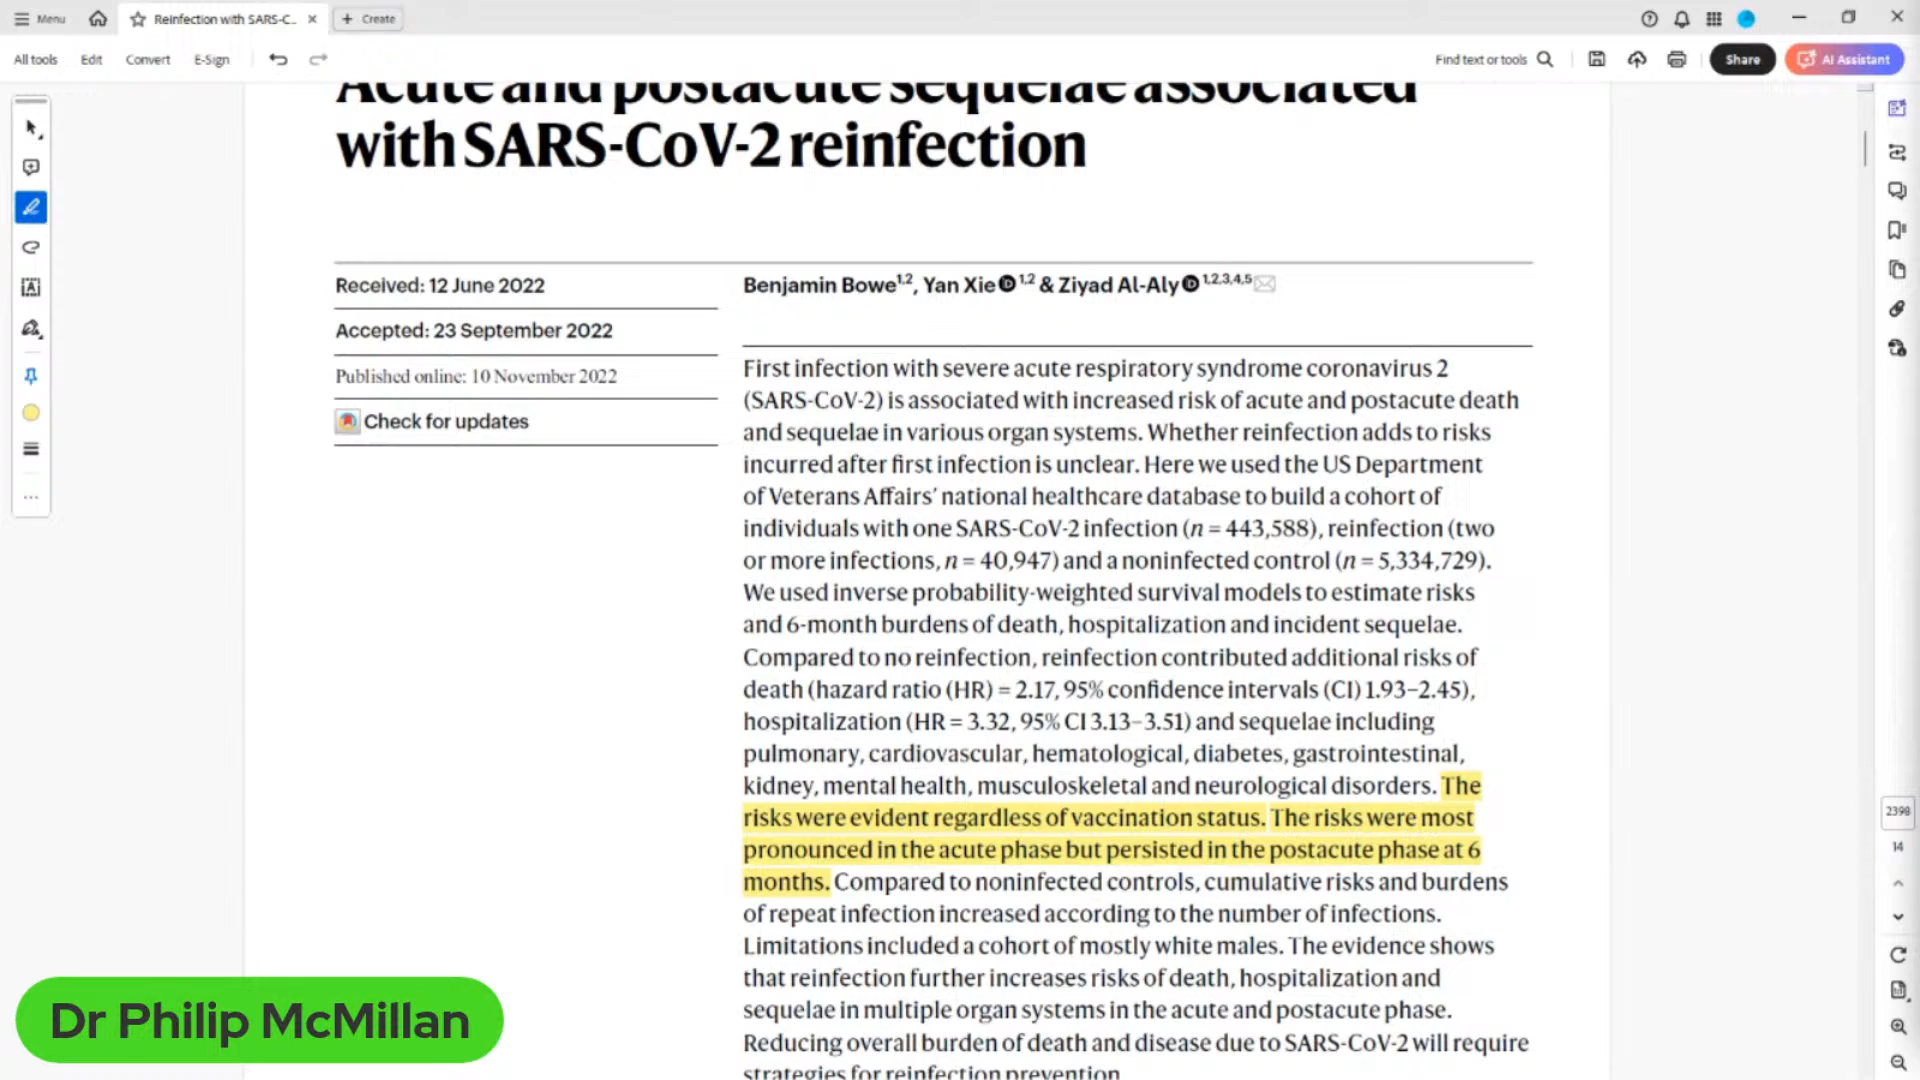 Menu
Reinfection with SARS-C...
Create
All tools
Edit
Convert
E-Sign
Find text or tools
Share
AI Assistant
Acute and postacute sequelae associated
with SARS-CoV-2 reinfection
Received: 12 June 2022
Accepted: 23 September 2022
Published online: 10 November 2022
Check for updates
Benjamin Bowe1,2, Yan Xie 1,2 & Ziyad Al-Aly 1,2,3,4,5
First infection with severe acute respiratory syndrome coronavirus 2
(SARS-CoV-2) is associated with increased risk of acute and postacute death
and sequelae in various organ systems. Whether reinfection adds to risks
incurred after first infection is unclear. Here we used the US Department
of Veterans Affairs' national healthcare database to build a cohort of
individuals with one SARS-CoV-2 infection (n = 443,588), reinfection (two
or more infections, n = 40,947) and a noninfected control (n = 5,334,729).
We used inverse probability-weighted survival models to estimate risks
and 6-month burdens of death, hospitalization and incident sequelae.
Compared to no reinfection, reinfection contributed additional risks of
death (hazard ratio (HR) = 2.17, 95% confidence intervals (CI) 1.93–2.45),
hospitalization (HR = 3.32, 95% CI 3.13–3.51) and sequelae including
pulmonary, cardiovascular, hematological, diabetes, gastrointestinal,
kidney, mental health, musculoskeletal and neurological disorders. The
risks were evident regardless of vaccination status. The risks were most
pronounced in the acute phase but persisted in the postacute phase at 6
months. Compared to noninfected controls, cumulative risks and burdens
of repeat infection increased according to the number of infections.
Limitations included a cohort of mostly white males. The evidence shows
that reinfection further increases risks of death, hospitalization and
sequelae in multiple organ systems in the acute and postacute phase.
Reducing overall burden of death and disease due to SARS-CoV-2 will require
strategies for reinfection prevention.
2398
14
Dr Philip McMillan